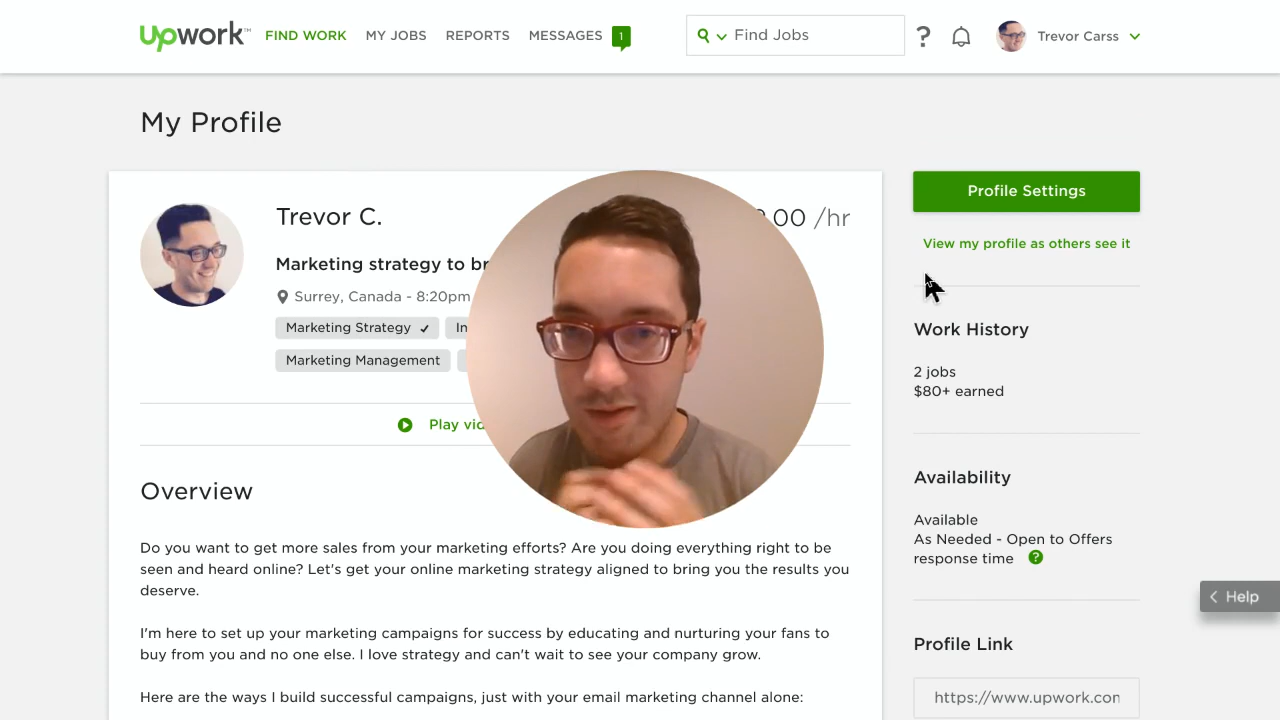 Upwork™ FIND WORK MY JOBS REPORTS MESSAGES 1 Find Jobs ? Trevor Carss
My Profile
Trevor C. .00 /hr
Marketing strategy to
Surrey, Canada - 8:20pm
Marketing Strategy ✔
Marketing Management
Play
Overview
Do you want to get more sales from your marketing efforts? Are you doing everything right to be
seen and heard online? Let's get your online marketing strategy aligned to bring you the results you
deserve.
I'm here to set up your marketing campaigns for success by educating and nurturing your fans to
buy from you and no one else. I love strategy and can't wait to see your company grow.
Here are the ways I build successful campaigns, just with your email marketing channel alone:
Profile Settings
View my profile as others see it
Work History
2 jobs
$80+ earned
Availability
Available
As Needed - Open to Offers
response time ?
Help
Profile Link
https://www.upwork.con